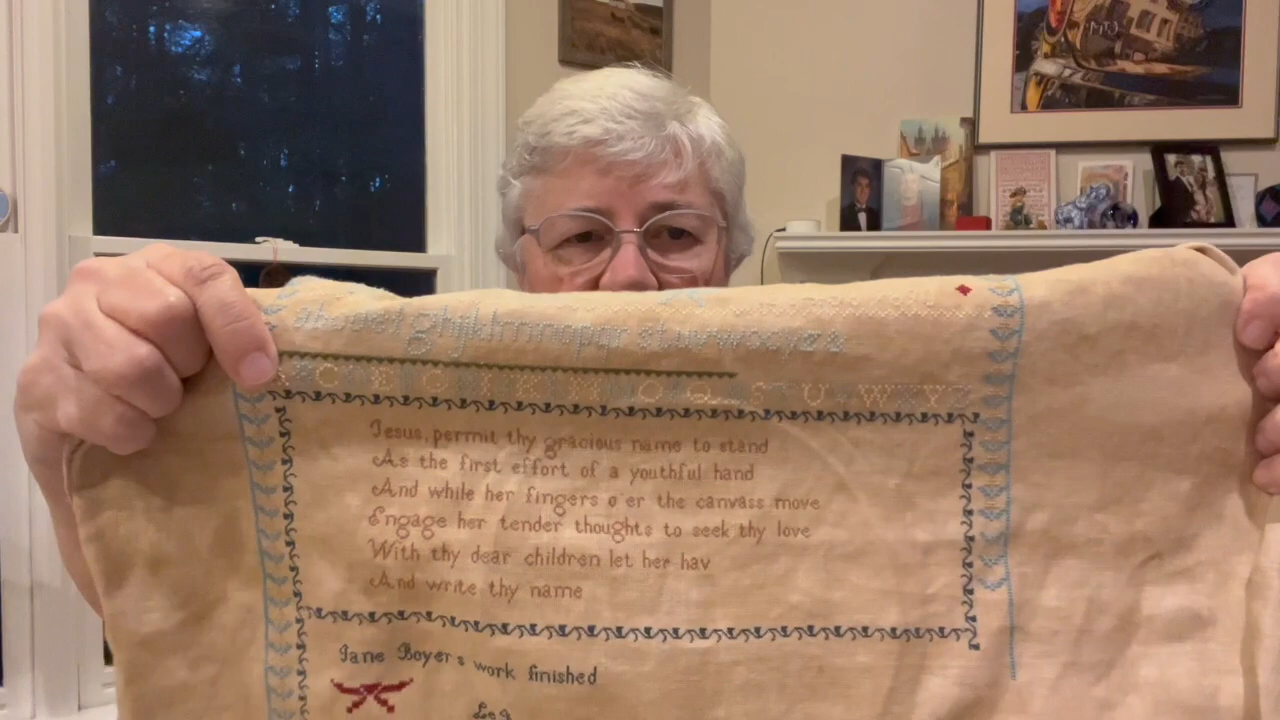 abcdefghijklmnopqr stuvwxyz&
Jesus, permit thy gracious name to stand
As the first effort of a youthful hand
And while her fingers o'er the canvass move
Engage her tender thoughts to seek thy love
With thy dear children let her hav
And write thy name
Jane Boyers work finished